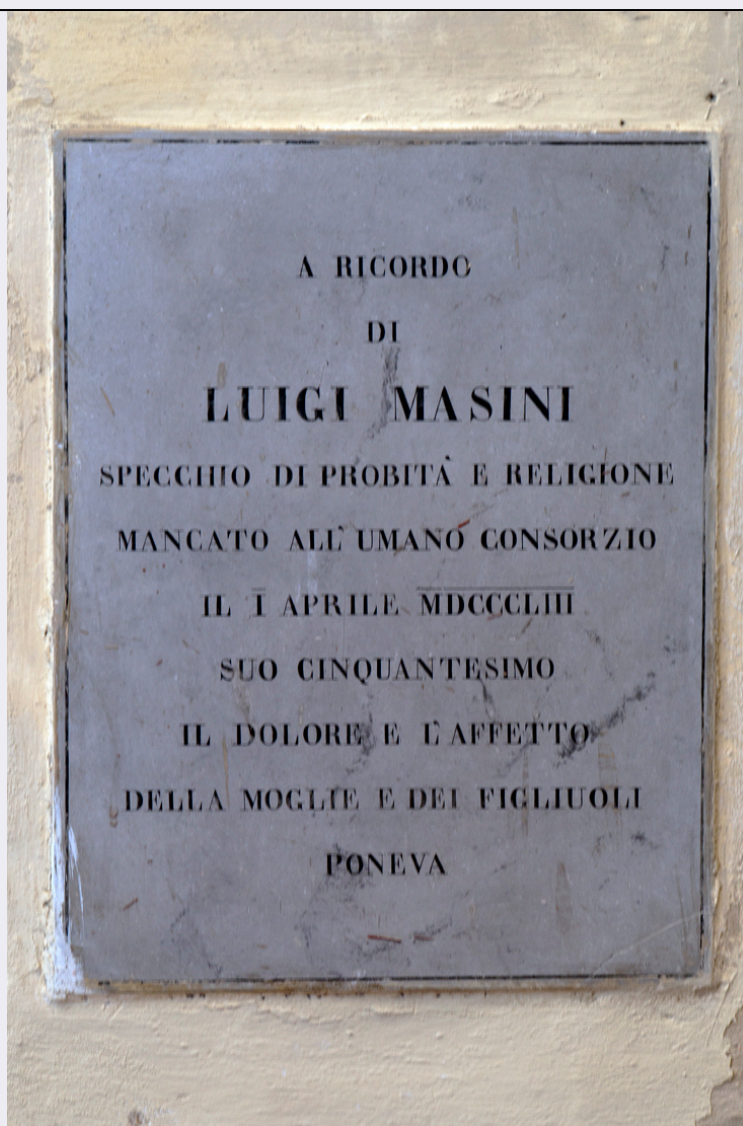 A RICORDO
DI
LUIGI MASINI
SPECCHIO DI PROBITÀ E RELIGIONE
MANCATO ALL' UMANO CONSORZIO
IL I̅ APRILE M̅D̅C̅C̅C̅L̅I̅I̅I̅
SUO CINQUANTESIMO
IL DOLORE E L'AFFETTO
DELLA MOGLIE E DEI FIGLIUOLI
PONEVA